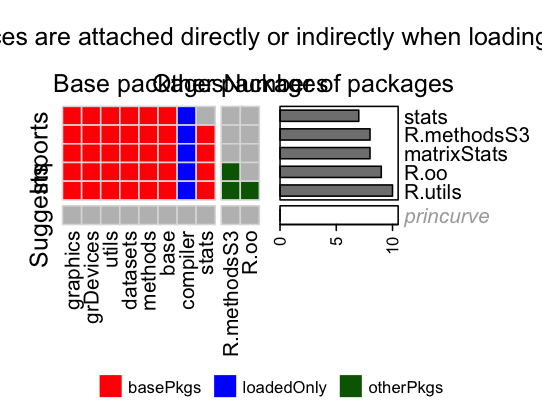 ces are attached directly or indirectly when loading
Base packages
Other packages
Number of packages
Imports
Suggests
stats
R.methodsS3
matrixStats
R.oo
R.utils
princurve
graphics
grDevices
utils
datasets
methods
base
compiler
stats
R.methodsS3
R.oo
0
5
10
basePkgs
loadedOnly
otherPkgs